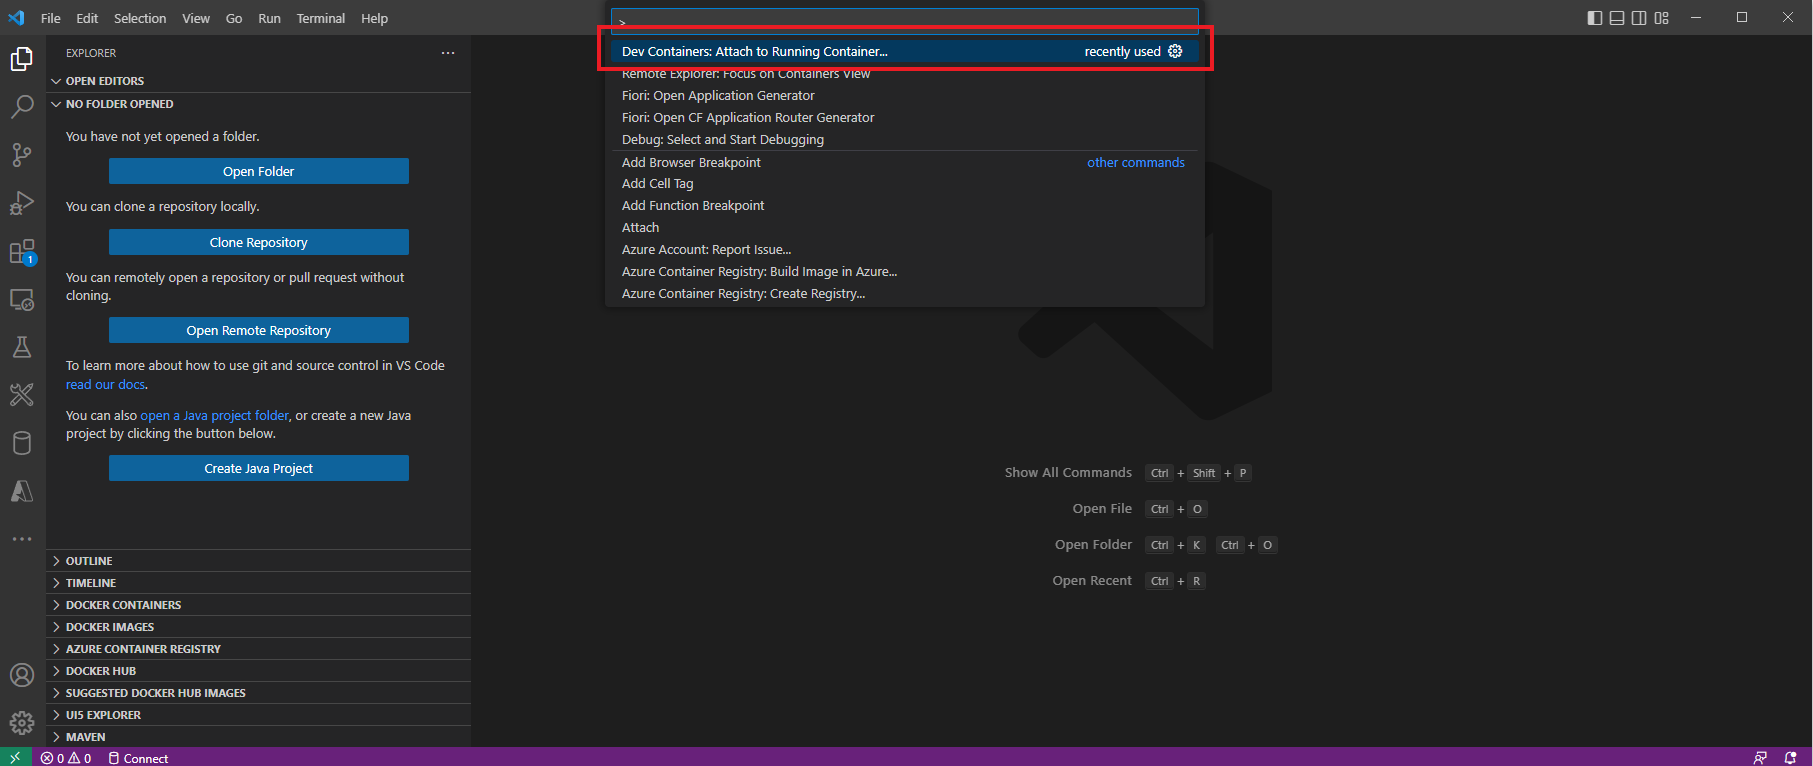 File Edit Selection View Go Run Terminal Help
>
Dev Containers: Attach to Running Container... recently used
Remote Explorer: Focus on Containers View
Fiori: Open Application Generator
Fiori: Open CF Application Router Generator
Debug: Select and Start Debugging
Add Browser Breakpoint other commands
Add Cell Tag
Add Function Breakpoint
Attach
Azure Account: Report Issue...
Azure Container Registry: Build Image in Azure...
Azure Container Registry: Create Registry...
EXPLORER
OPEN EDITORS
NO FOLDER OPENED
You have not yet opened a folder.
Open Folder
You can clone a repository locally.
Clone Repository
1
You can remotely open a repository or pull request without
cloning.
Open Remote Repository
To learn more about how to use git and source control in VS Code
read our docs.
You can also open a Java project folder, or create a new Java
project by clicking the button below.
Create Java Project
Show All Commands Ctrl + Shift + P
Open File Ctrl + O
Open Folder Ctrl + K Ctrl + O
Open Recent Ctrl + R
OUTLINE
TIMELINE
DOCKER CONTAINERS
DOCKER IMAGES
AZURE CONTAINER REGISTRY
DOCKER HUB
SUGGESTED DOCKER HUB IMAGES
UI5 EXPLORER
MAVEN
0 0 Connect